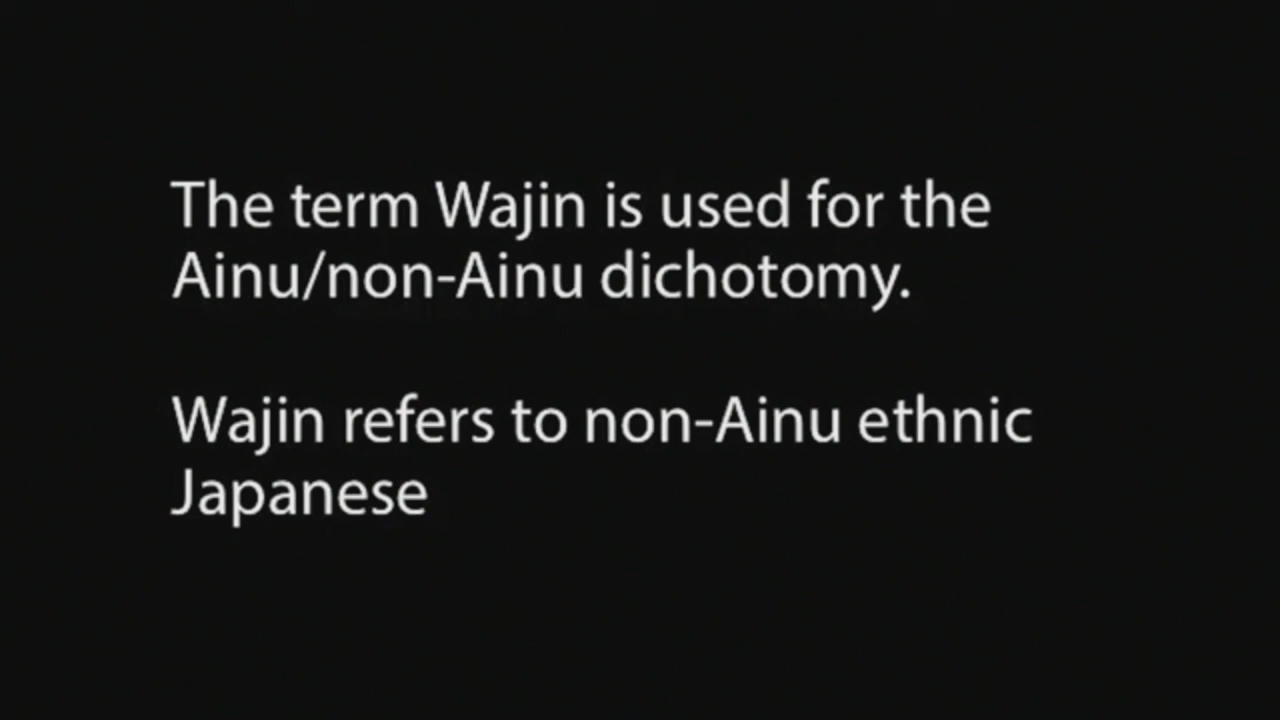 The term Wajin is used for the
Ainu/non-Ainu dichotomy.
Wajin refers to non-Ainu ethnic
Japanese